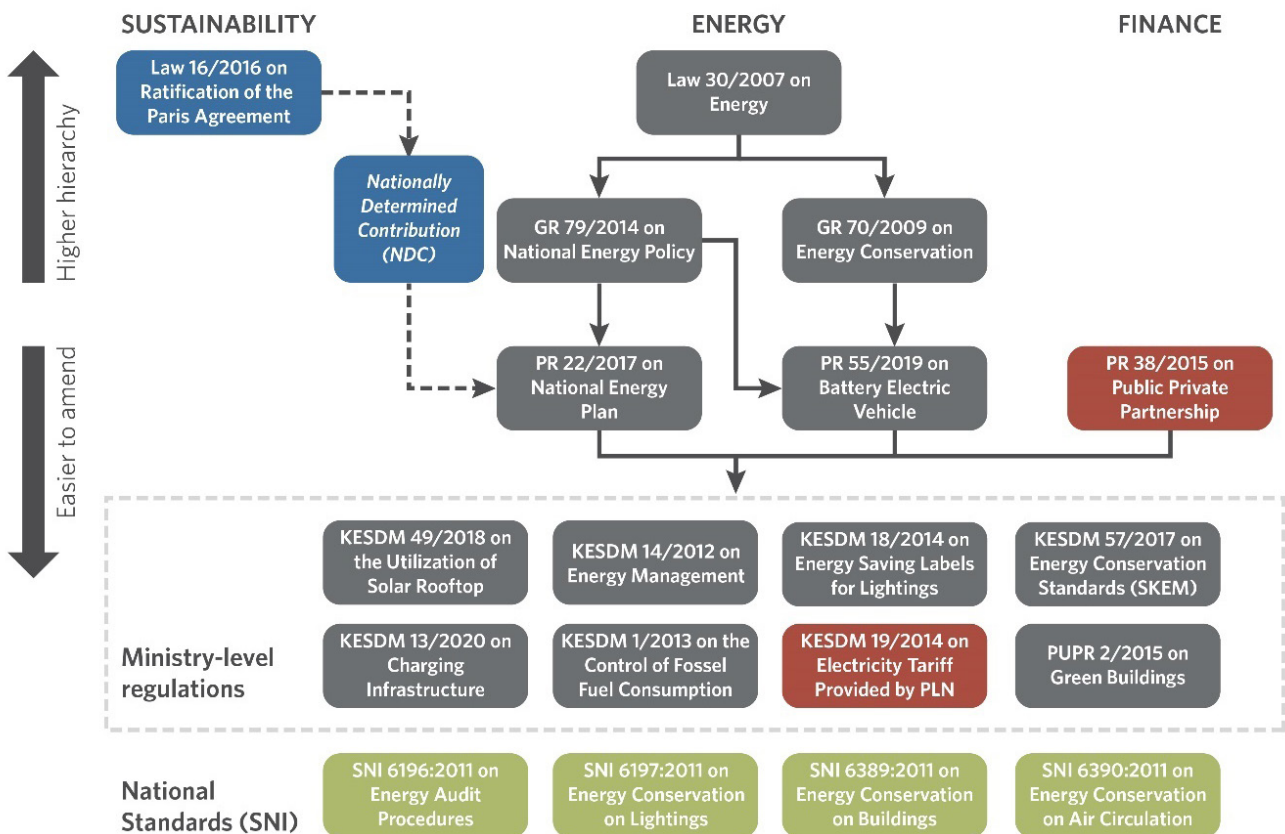 SUSTAINABILITY
ENERGY
FINANCE
Higher hierarchy
Easier to amend
Law 16/2016 on
Ratification of the
Paris Agreement
Law 30/2007 on
Energy
Nationally
Determined
Contribution
(NDC)
GR 79/2014 on
National Energy Policy
GR 70/2009 on
Energy Conservation
PR 22/2017 on
National Energy
Plan
PR 55/2019 on
Battery Electric
Vehicle
PR 38/2015 on
Public Private
Partnership
Ministry-level
regulations
KESDM 49/2018 on
the Utilization of
Solar Rooftop
KESDM 14/2012 on
Energy Management
KESDM 18/2014 on
Energy Saving Labels
for Lightings
KESDM 57/2017 on
Energy Conservation
Standards (SKEM)
KESDM 13/2020 on
Charging
Infrastructure
KESDM 1/2013 on the
Control of Fossel
Fuel Consumption
KESDM 19/2014 on
Electricity Tariff
Provided by PLN
PUPR 2/2015 on
Green Buildings
National
Standards (SNI)
SNI 6196:2011 on
Energy Audit
Procedures
SNI 6197:2011 on
Energy Conservation
on Lightings
SNI 6389:2011 on
Energy Conservation
on Buildings
SNI 6390:2011 on
Energy Conservation
on Air Circulation